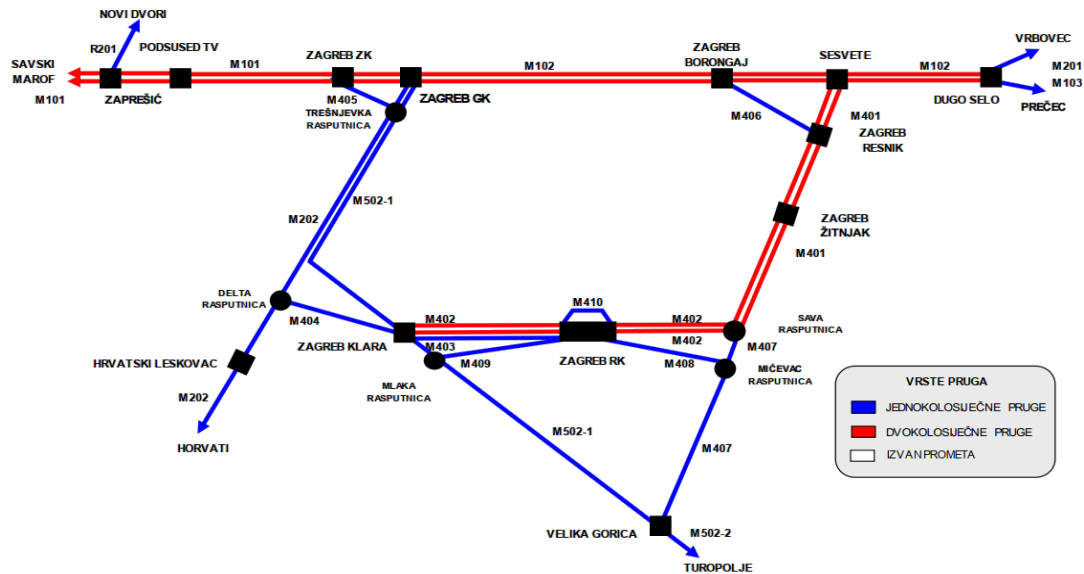 NOVI DVORI
R201
PODSUSED TV
SAVSKI
MAROF
M101
ZAPREŠIĆ
M101
ZAGREB ZK
M405
TREŠNJEVKA
RASPUTNICA
ZAGREB GK
M102
ZAGREB
BORONGAJ
SESVETE
M102
VRBOVEC
M201
M103
PREČEC
DUGO SELO
M406
M401
ZAGREB
RESNIK
M502-1
M202
ZAGREB
ŽITNJAK
M401
DELTA
RASPUTNICA
M404
M410
M402
M402
SAVA
RASPUTNICA
ZAGREB KLARA
M403
M409
ZAGREB RK
M402
M408
M407
MIČEVAC
RASPUTNICA
HRVATSKI LESKOVAC
M202
MLAKA
RASPUTNICA
HORVATI
M502-1
M407
VELIKA GORICA
M502-2
TUROPOLJE
VRSTE PRUGA
JEDNOKOLOSIJEČNE PRUGE
DVOKOLOSIJEČNE PRUGE
IZVAN PROMETA